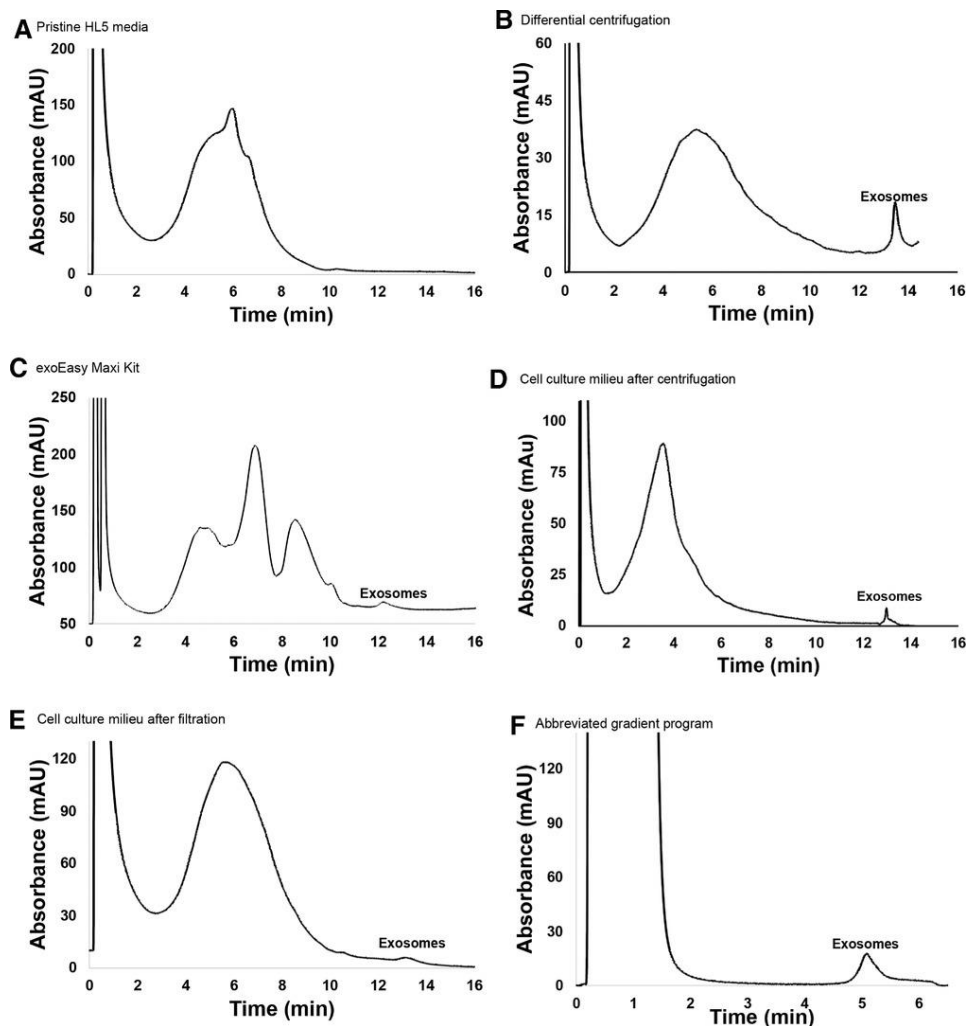 A Pristine HL5 media
200
150
100
50
0
Absorbance (mAU)
0 2 4 6 8 10 12 14 16
Time (min)
B Differential centrifugation
60
45
30
15
0
Absorbance (mAU)
Exosomes
0 2 4 6 8 10 12 14 16
Time (min)
C exoEasy Maxi Kit
250
200
150
100
50
Absorbance (mAU)
Exosomes
0 2 4 6 8 10 12 14 16
Time (min)
D Cell culture milieu after centrifugation
100
75
50
25
0
Absorbance (mAu)
Exosomes
0 2 4 6 8 10 12 14 16
Time (min)
E Cell culture milieu after filtration
120
90
60
30
0
Absorbance (mAU)
Exosomes
0 2 4 6 8 10 12 14 16
Time (min)
F Abbreviated gradient program
120
90
60
30
0
Absorbance (mAU)
Exosomes
0 1 2 3 4 5 6
Time (min)